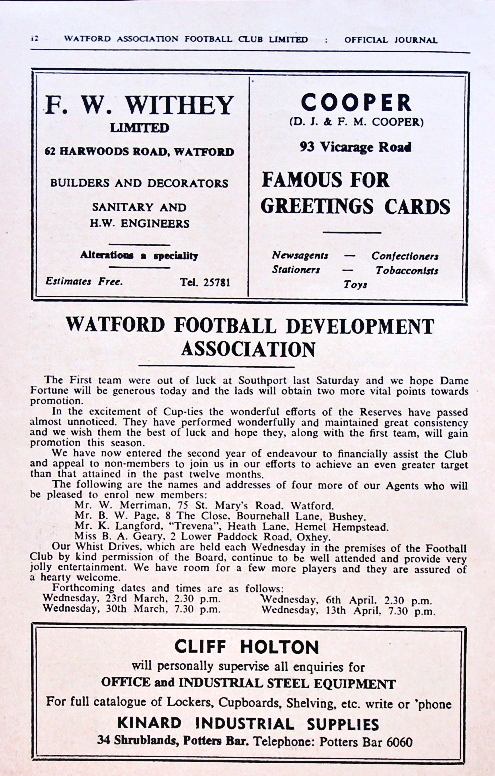 12 WATFORD ASSOCIATION FOOTBALL CLUB LIMITED : OFFICIAL JOURNAL
F. W. WITHEY
LIMITED
62 HARWOODS ROAD, WATFORD
BUILDERS AND DECORATORS
SANITARY AND
H.W. ENGINEERS
Alterations a speciality
Estimates Free. Tel. 25781
COOPER
(D. J. & F. M. COOPER)
93 Vicarage Road
FAMOUS FOR
GREETINGS CARDS
Newsagents — Confectioners
Stationers — Tobacconists
Toys
WATFORD FOOTBALL DEVELOPMENT
ASSOCIATION
The First team were out of luck at Southport last Saturday and we hope Dame
Fortune will be generous today and the lads will obtain two more vital points towards
promotion.
In the excitement of Cup-ties the wonderful efforts of the Reserves have passed
almost unnoticed. They have performed wonderfully and maintained great consistency
and we wish them the best of luck and hope they, along with the first team, will gain
promotion this season.
We have now entered the second year of endeavour to financially assist the Club
and appeal to non-members to join us in our efforts to achieve an even greater target
than that attained in the past twelve months.
The following are the names and addresses of four more of our Agents who will
be pleased to enrol new members:
Mr. W. Merriman, 75 St. Mary's Road, Watford.
Mr. B. W. Page, 8 The Close, Bournehall Lane, Bushey.
Mr. K. Langford, "Trevena", Heath Lane, Hemel Hempstead.
Miss B. A. Geary, 2 Lower Paddock Road, Oxhey.
Our Whist Drives, which are held each Wednesday in the premises of the Football
Club by kind permission of the Board, continue to be well attended and provide very
jolly entertainment. We have room for a few more players and they are assured of
a hearty welcome.
Forthcoming dates and times are as follows:
Wednesday, 23rd March, 2.30 p.m. Wednesday, 6th April, 2.30 p.m.
Wednesday, 30th March, 7.30 p.m. Wednesday, 13th April, 7.30 p.m.
CLIFF HOLTON
will personally supervise all enquiries for
OFFICE and INDUSTRIAL STEEL EQUIPMENT
For full catalogue of Lockers, Cupboards, Shelving, etc. write or 'phone
KINARD INDUSTRIAL SUPPLIES
34 Shrublands, Potters Bar. Telephone: Potters Bar 6060